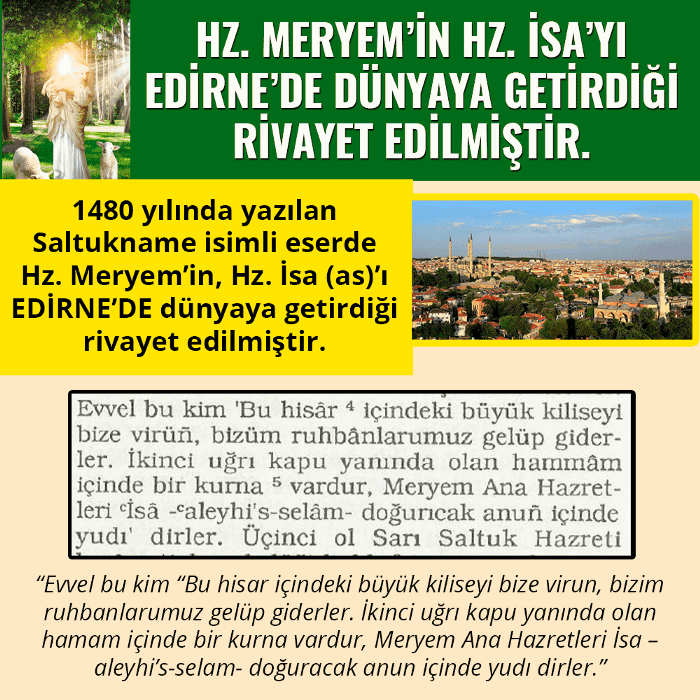 HZ. MERYEM’İN HZ. İSA’YI
EDİRNE’DE DÜNYAYA GETİRDİĞİ
RİVAYET EDİLMİŞTİR.
1480 yılında yazılan
Saltukname isimli eserde
Hz. Meryem’in, Hz. İsa (as)’ı
EDİRNE’DE dünyaya getirdiği
rivayet edilmiştir.
Evvel bu kim 'Bu hisâr ⁴ içindeki büyük kiliseyi
bize virüñ, bizüm ruhbânlarumuz gelüp gider-
ler. İkinci uğrı kapu yanında olan hammâm
içinde bir kurna ⁵ vardur, Meryem Ana Hazret-
leri ʿİsâ -ʿaleyhi's-selâm- doğurıcak anuñ içinde
yudı' dirler. Üçinci ol Sarı Saltuk Hazreti
“Evvel bu kim “Bu hisar içindeki büyük kiliseyi bize virun, bizim
ruhbanlarumuz gelüp giderler. İkinci uğrı kapu yanında olan
hamam içinde bir kurna vardur, Meryem Ana Hazretleri İsa –
aleyhi’s-selam- doğuracak anun içinde yudı dirler.”